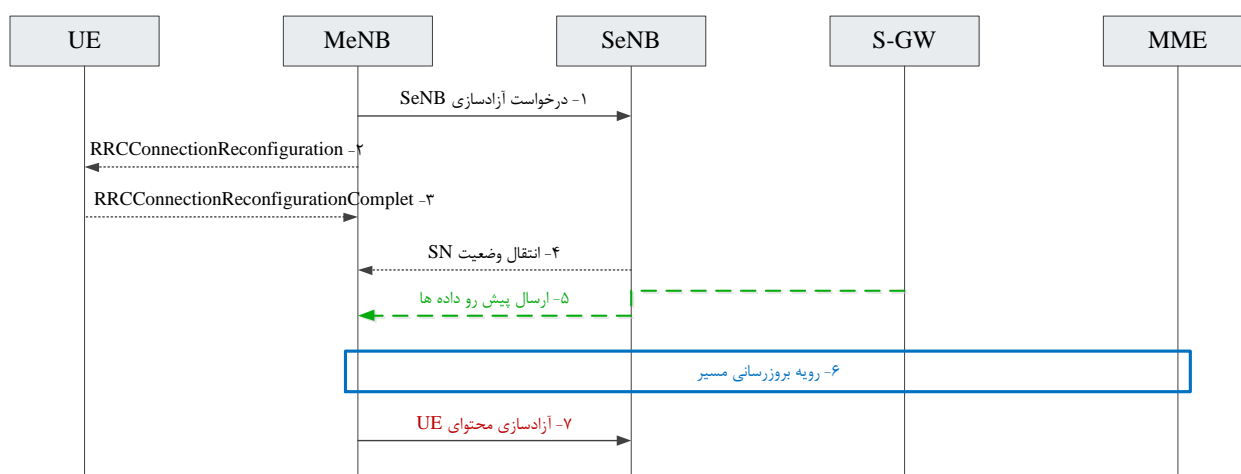 UE
MeNB
SeNB
S-GW
MME
۱- درخواست آزادسازی SeNB
۲- RRCConnectionReconfiguration
۳- RRCConnectionReconfigurationComplet
۴- انتقال وضعیت SN
۵- ارسال پیش رو داده ها
۶- رویه بروزرسانی مسیر
۷- آزادسازی محتوای UE